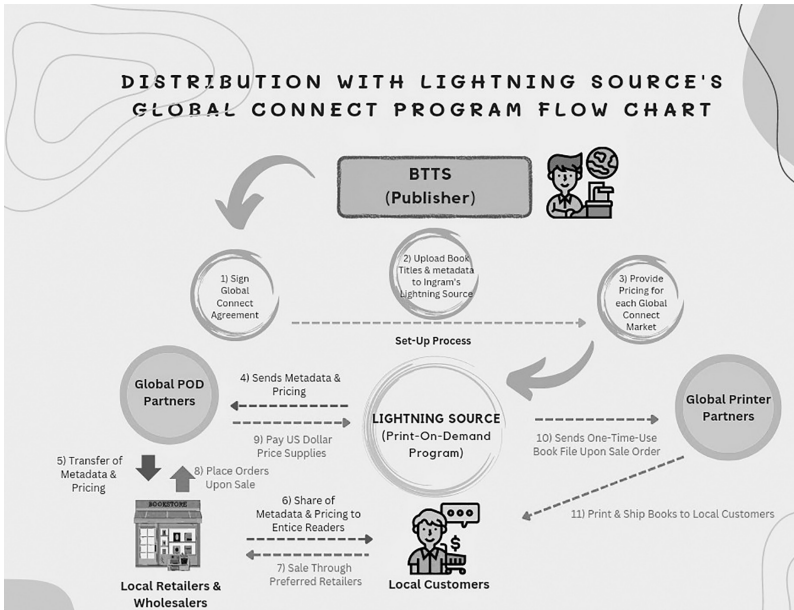 DISTRIBUTION WITH LIGHTNING SOURCE'S
GLOBAL CONNECT PROGRAM FLOW CHART
BTTS
(Publisher)
1) Sign
Global
Connect
Agreement
2) Upload Book
Titles & metadata
to Ingram's
Lightning Source
3) Provide
Pricing for
each Global
Connect
Market
Set-Up Process
Global POD
Partners
4) Sends Metadata &
Pricing
9) Pay US Dollar
Price Supplies
LIGHTNING SOURCE
(Print-On-Demand
Program)
10) Sends One-Time-Use
Book File Upon Sale Order
Global Printer
Partners
5) Transfer of
Metadata &
Pricing
8) Place Orders
Upon Sale
11) Print & Ship Books to Local Customers
BOOKSTORE
6) Share of
Metadata & Pricing to
Entice Readers
7) Sale Through
Preferred Retailers
$
Local Retailers &
Wholesalers
Local Customers